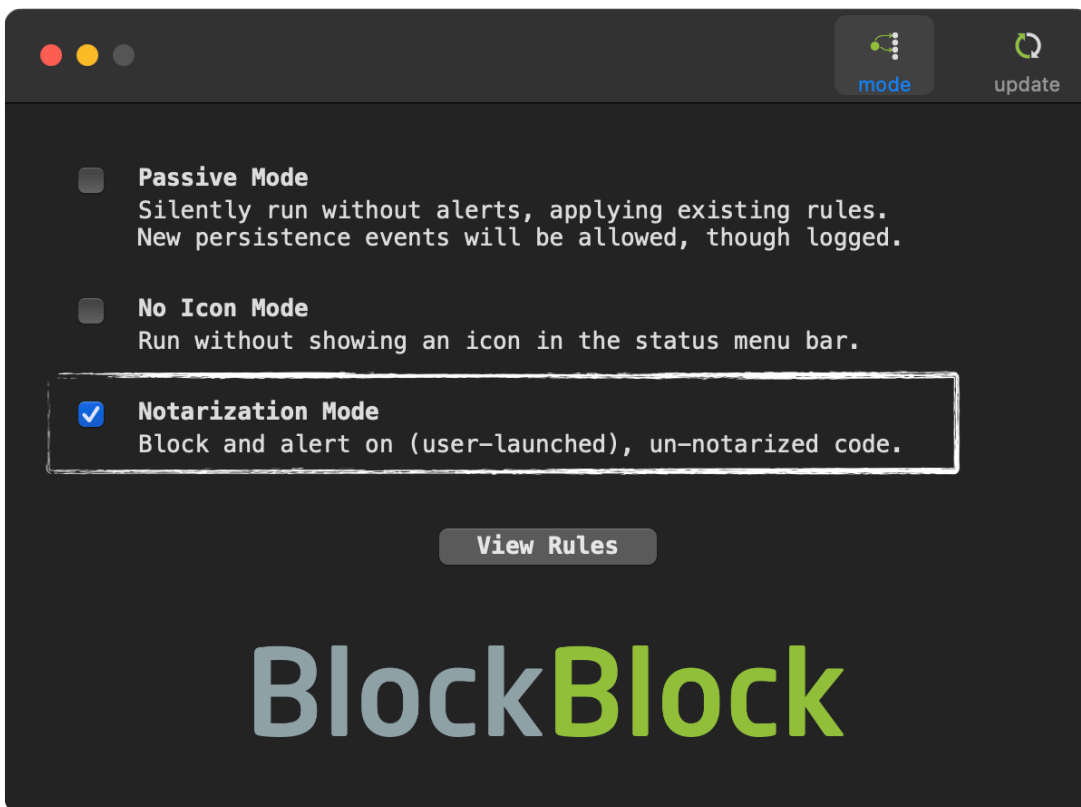 mode
update
Passive Mode
Silently run without alerts, applying existing rules.
New persistence events will be allowed, though logged.
No Icon Mode
Run without showing an icon in the status menu bar.
Notarization Mode
Block and alert on (user-launched), un-notarized code.
View Rules
BlockBlock